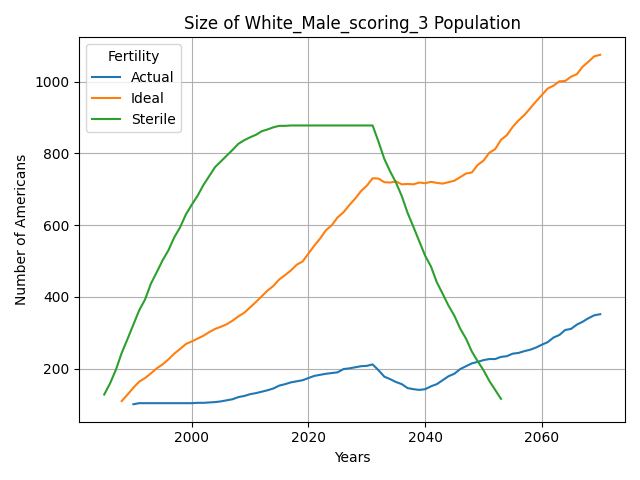 Size of White_Male_scoring_3 Population
Fertility
Actual
Ideal
Sterile
Number of Americans
1000
800
600
400
200
2000
2020
2040
2060
Years